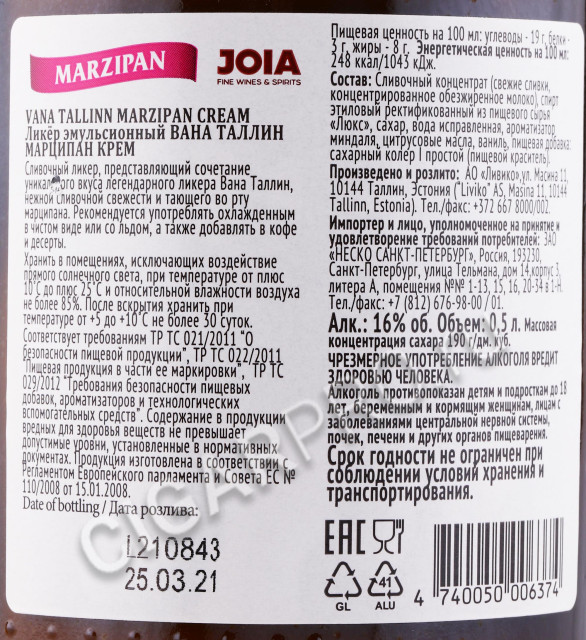 MARZIPAN
JOIA
FINE WINES & SPIRITS
VANA TALLINN MARZIPAN CREAM
Ликёр эмульсионный ВАНА ТАЛЛИН
МАРЦИПАН КРЕМ
Сливочный ликер, представляющий сочетание
уникального вкуса легендарного ликера Вана Таллин,
нежной сливочной свежести и тающего во рту
марципана. Рекомендуется употреблять охлажденным
в чистом виде или со льдом, а также добавлять в кофе
и десерты.
Хранить в помещениях, исключающих воздействие
прямого солнечного света, при температуре от плюс
10°С до плюс 25°С и относительной влажности воздуха
не более 85%. После вскрытия хранить при
температуре от +5 до +10°С не более 30 суток.
Соответствует требованиям ТР ТС 021/2011 "О
безопасности пищевой продукции", ТР ТС 022/2011
"Пищевая продукция в части ее маркировки", ТР ТС
029/2012 "Требования безопасности пищевых
добавок, ароматизаторов и технологических
вспомогательных средств". Содержание в продукции
вредных для здоровья веществ не превышает
допустимые уровни, установленные в нормативных
документах. Продукция изготовлена в соответствии с
Регламентом Европейского парламента и Совета ЕС №
110/2008 от 15.01.2008.
Date of bottling / Дата розлива:
L210843
25.03.21
Пищевая ценность на 100 мл: углеводы - 19 г, белки -
3 г, жиры - 8 г. Энергетическая ценность на 100 мл:
248 ккал/1043 кДж.
Состав: Сливочный концентрат (свежие сливки,
концентрированное обезжиренное молоко), спирт
этиловый ректификованный из пищевого сырья
«Люкс», сахар, вода исправленная, ароматизатор
миндаля, цитрусовые масла, ваниль, пищевая добавка:
сахарный колер I простой (пищевой краситель).
Произведено и розлито: АО «Ливико», ул. Масина 11,
10144 Таллин, Эстония ("Liviko" AS, Masina 11, 10144
Tallinn, Estonia). Тел./факс: +372 667 8000/002.
Импортер и лицо, уполномоченное на принятие и
удовлетворение требований потребителей: ЗАО
«НЕСКО САНКТ-ПЕТЕРБУРГ», Россия, 193230,
Санкт-Петербург, улица Тельмана, дом 14, корпус 3,
литера А, помещения №№ 1-13, 15, 16, 20-34 в 1-Н.
Тел./факс: +7 (812) 676-98-00 / 01.
Алк.: 16% об. Объем: 0,5 л. Массовая
концентрация сахара 190 г/дм. куб.
ЧРЕЗМЕРНОЕ УПОТРЕБЛЕНИЕ АЛКОГОЛЯ ВРЕДИТ
ЗДОРОВЬЮ ЧЕЛОВЕКА.
Алкоголь противопоказан детям и подросткам до 18
лет, беременным и кормящим женщинам, лицам с
заболеваниями центральной нервной системы,
почек, печени и других органов пищеварения.
Срок годности не ограничен при
соблюдении условий хранения и
транспортирования.
EAC
GL
41
ALU
4 740050 006374
CIGARPRO.RU